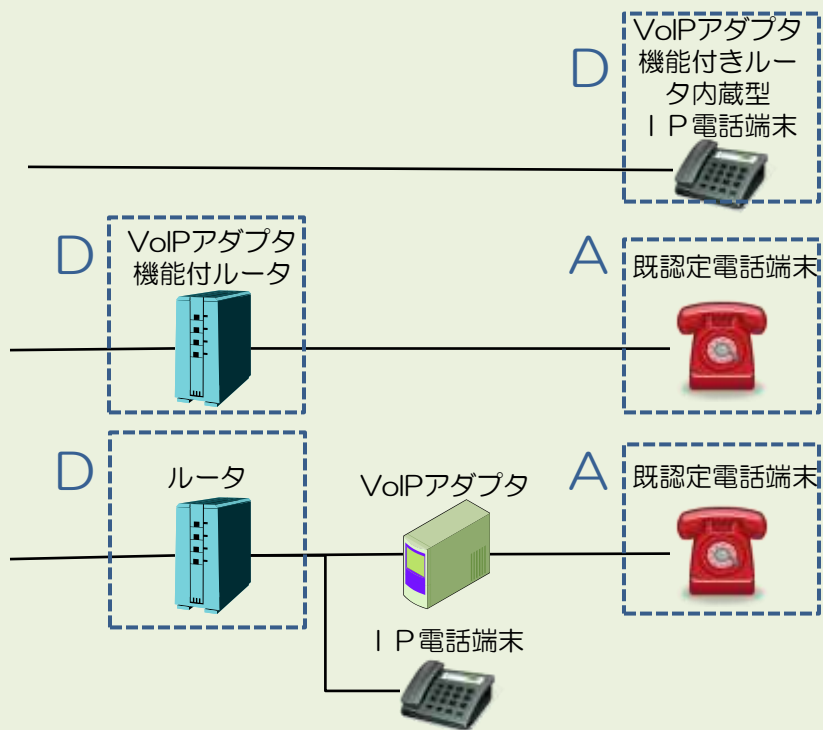 D
VoIPアダプタ
機能付きルー
タ内蔵型
ＩＰ電話端末
D
VoIPアダプタ
機能付ルータ
A
既認定電話端末
D
ルータ
VoIPアダプタ
A
既認定電話端末
ＩＰ電話端末